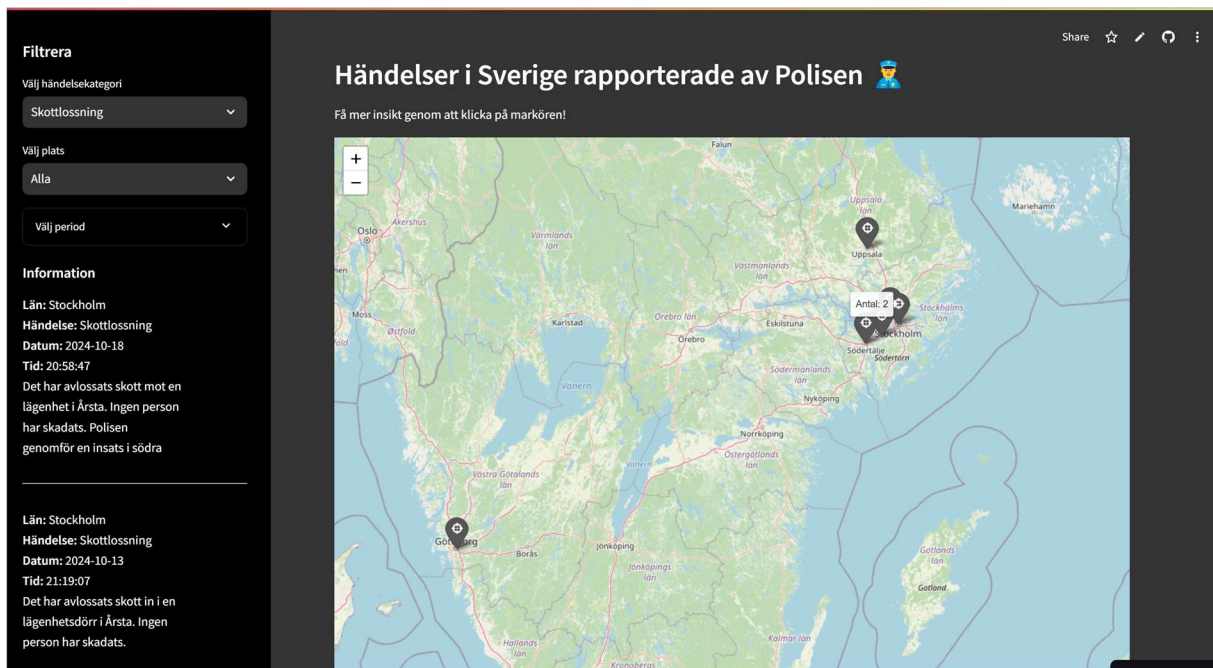 Filtrera
Välj händelsekategori
Skottlossning
Välj plats
Alla
Välj period
Information
Län: Stockholm
Händelse: Skottlossning
Datum: 2024-10-18
Tid: 20:58:47
Det har avlossats skott mot en
lägenhet i Årsta. Ingen person
har skadats. Polisen
genomför en insats i södra
Län: Stockholm
Händelse: Skottlossning
Datum: 2024-10-13
Tid: 21:19:07
Det har avlossats skott in i en
lägenhetsdörr i Årsta. Ingen
person har skadats.
Share
Händelser i Sverige rapporterade av Polisen
Få mer insikt genom att klicka på markören!
+
−
Falun
Mariehamn
Uppsala
län
Akershus
Oslo
Värmlands
län
Uppsala
Västmanlands
län
Antal: 2
Stockholms
län
Moss
Østfold
Karlstad
Örebro län
Eskilstuna
Örebro
Södertälje
Södertörn
Södermanlands
län
Vänern
Nyköping
Norrköping
Östergötlands
län
Vättern
Västra Götalands
län
Borås
Jönköping
Jönköpings
län
Gotlands
län
Gotland
Hallands
län
Kalmar län
Kronobergs